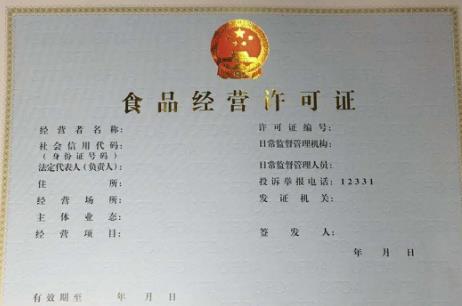 食品经营许可证
经营者名称:
社会信用代码:
(身份证号码)
法定代表人(负责人):
住所:
经营场所:
主体业态:
经营项目:
许可证编号:
日常监督管理机构:
日常监督管理人员:
投诉举报电话:12331
发证机关:
签发人:
年 月 日
有效期至 年 月 日